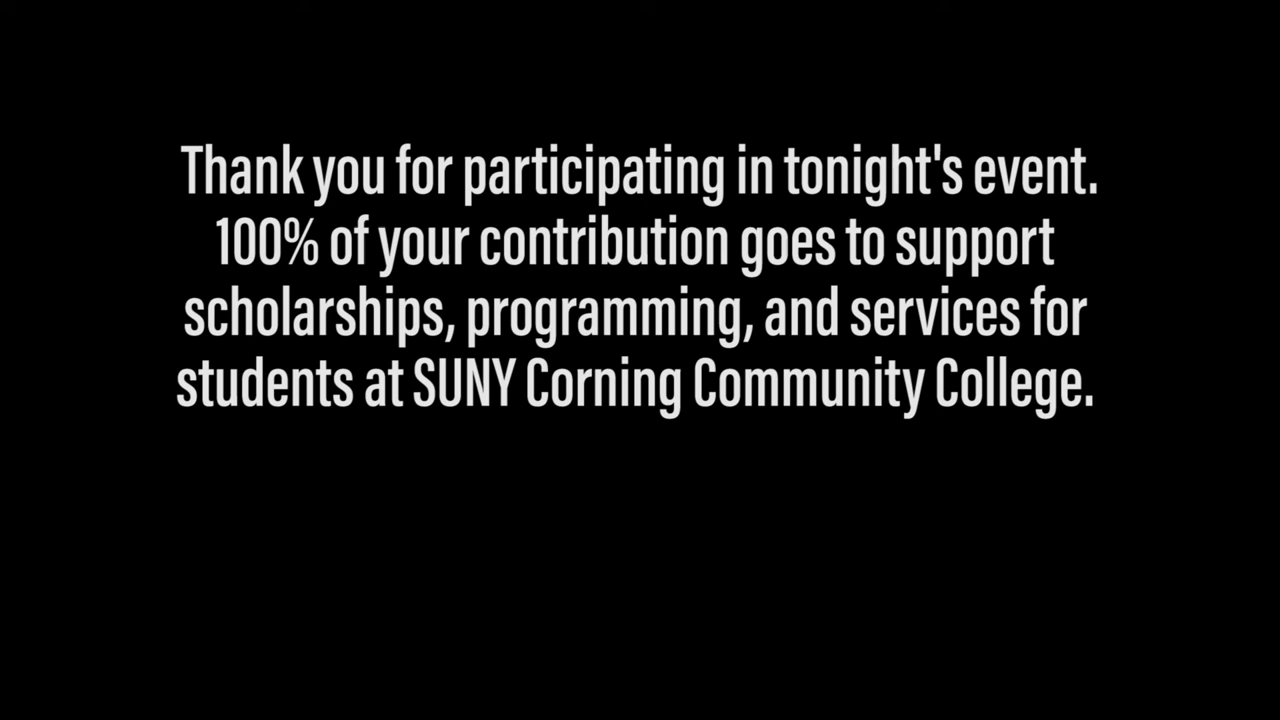 Thank you for participating in tonight's event.
100% of your contribution goes to support
scholarships, programming, and services for
students at SUNY Corning Community College.